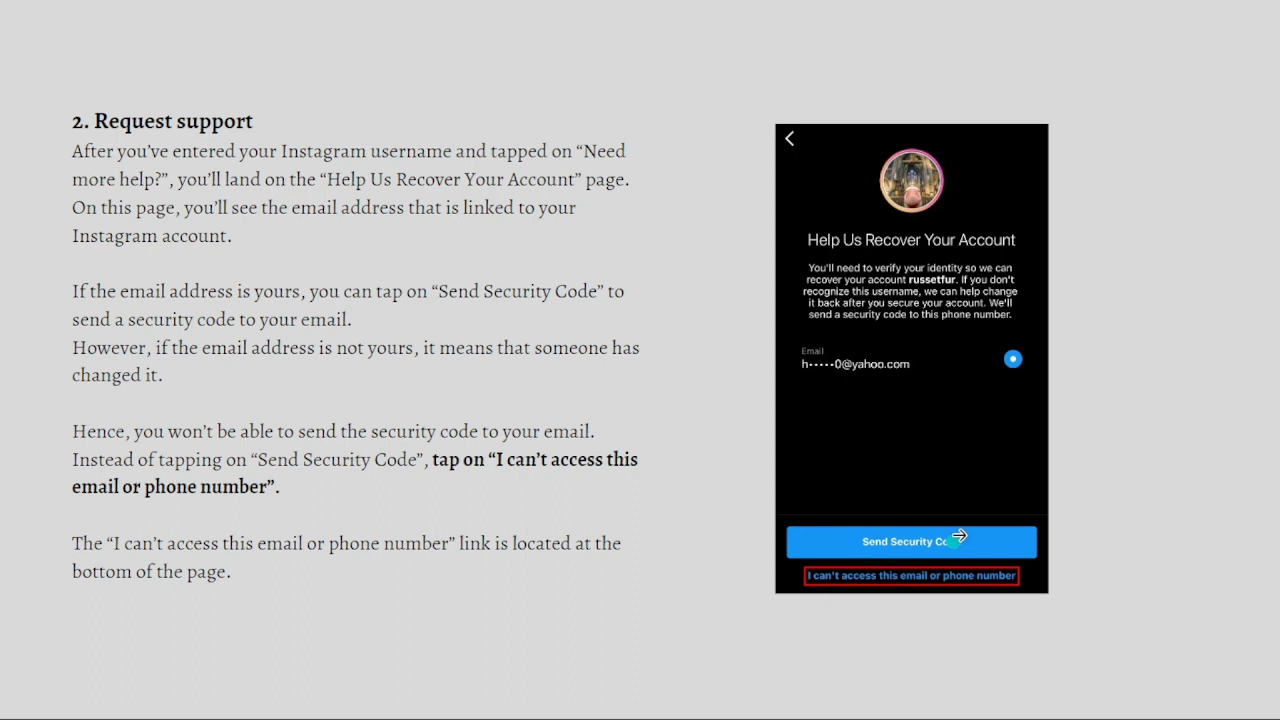 2. Request support
After you’ve entered your Instagram username and tapped on “Need
more help?”, you’ll land on the “Help Us Recover Your Account” page.
On this page, you’ll see the email address that is linked to your
Instagram account.
If the email address is yours, you can tap on “Send Security Code” to
send a security code to your email.
However, if the email address is not yours, it means that someone has
changed it.
Hence, you won’t be able to send the security code to your email.
Instead of tapping on “Send Security Code”, tap on “I can’t access this
email or phone number”.
The “I can’t access this email or phone number” link is located at the
bottom of the page.
Help Us Recover Your Account
You'll need to verify your identity so we can
recover your account russetfur. If you don't
recognize this username, we can help change
it back after you secure your account. We'll
send a security code to this phone number.
Email
h•••••0@yahoo.com
Send Security Co
I can't access this email or phone number